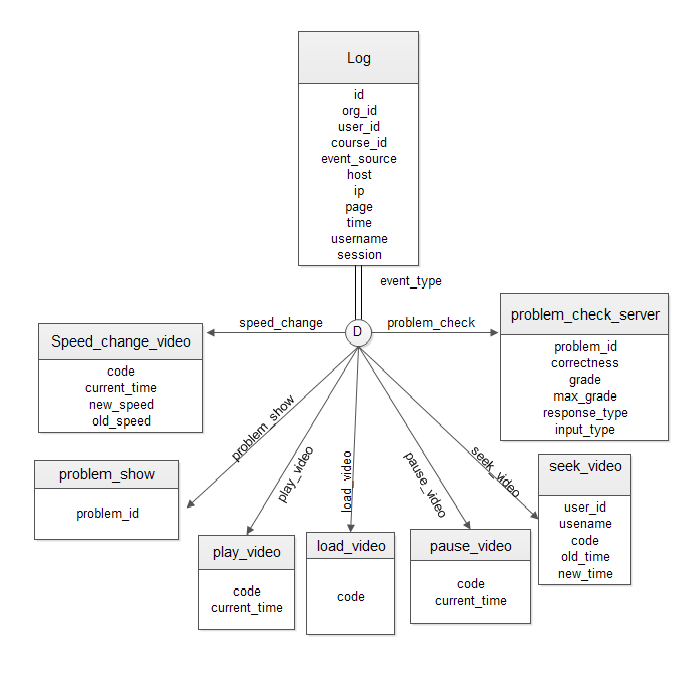 Log
id
org_id
user_id
course_id
event_source
host
ip
page
time
username
session
event_type
speed_change
D
problem_check
Speed_change_video
code
current_time
new_speed
old_speed
problem_check_server
problem_id
correctness
grade
max_grade
response_type
input_type
problem_show
play_video
load_video
pause_video
seek_video
problem_show
problem_id
play_video
code
current_time
load_video
code
pause_video
code
current_time
seek_video
user_id
usename
code
old_time
new_time